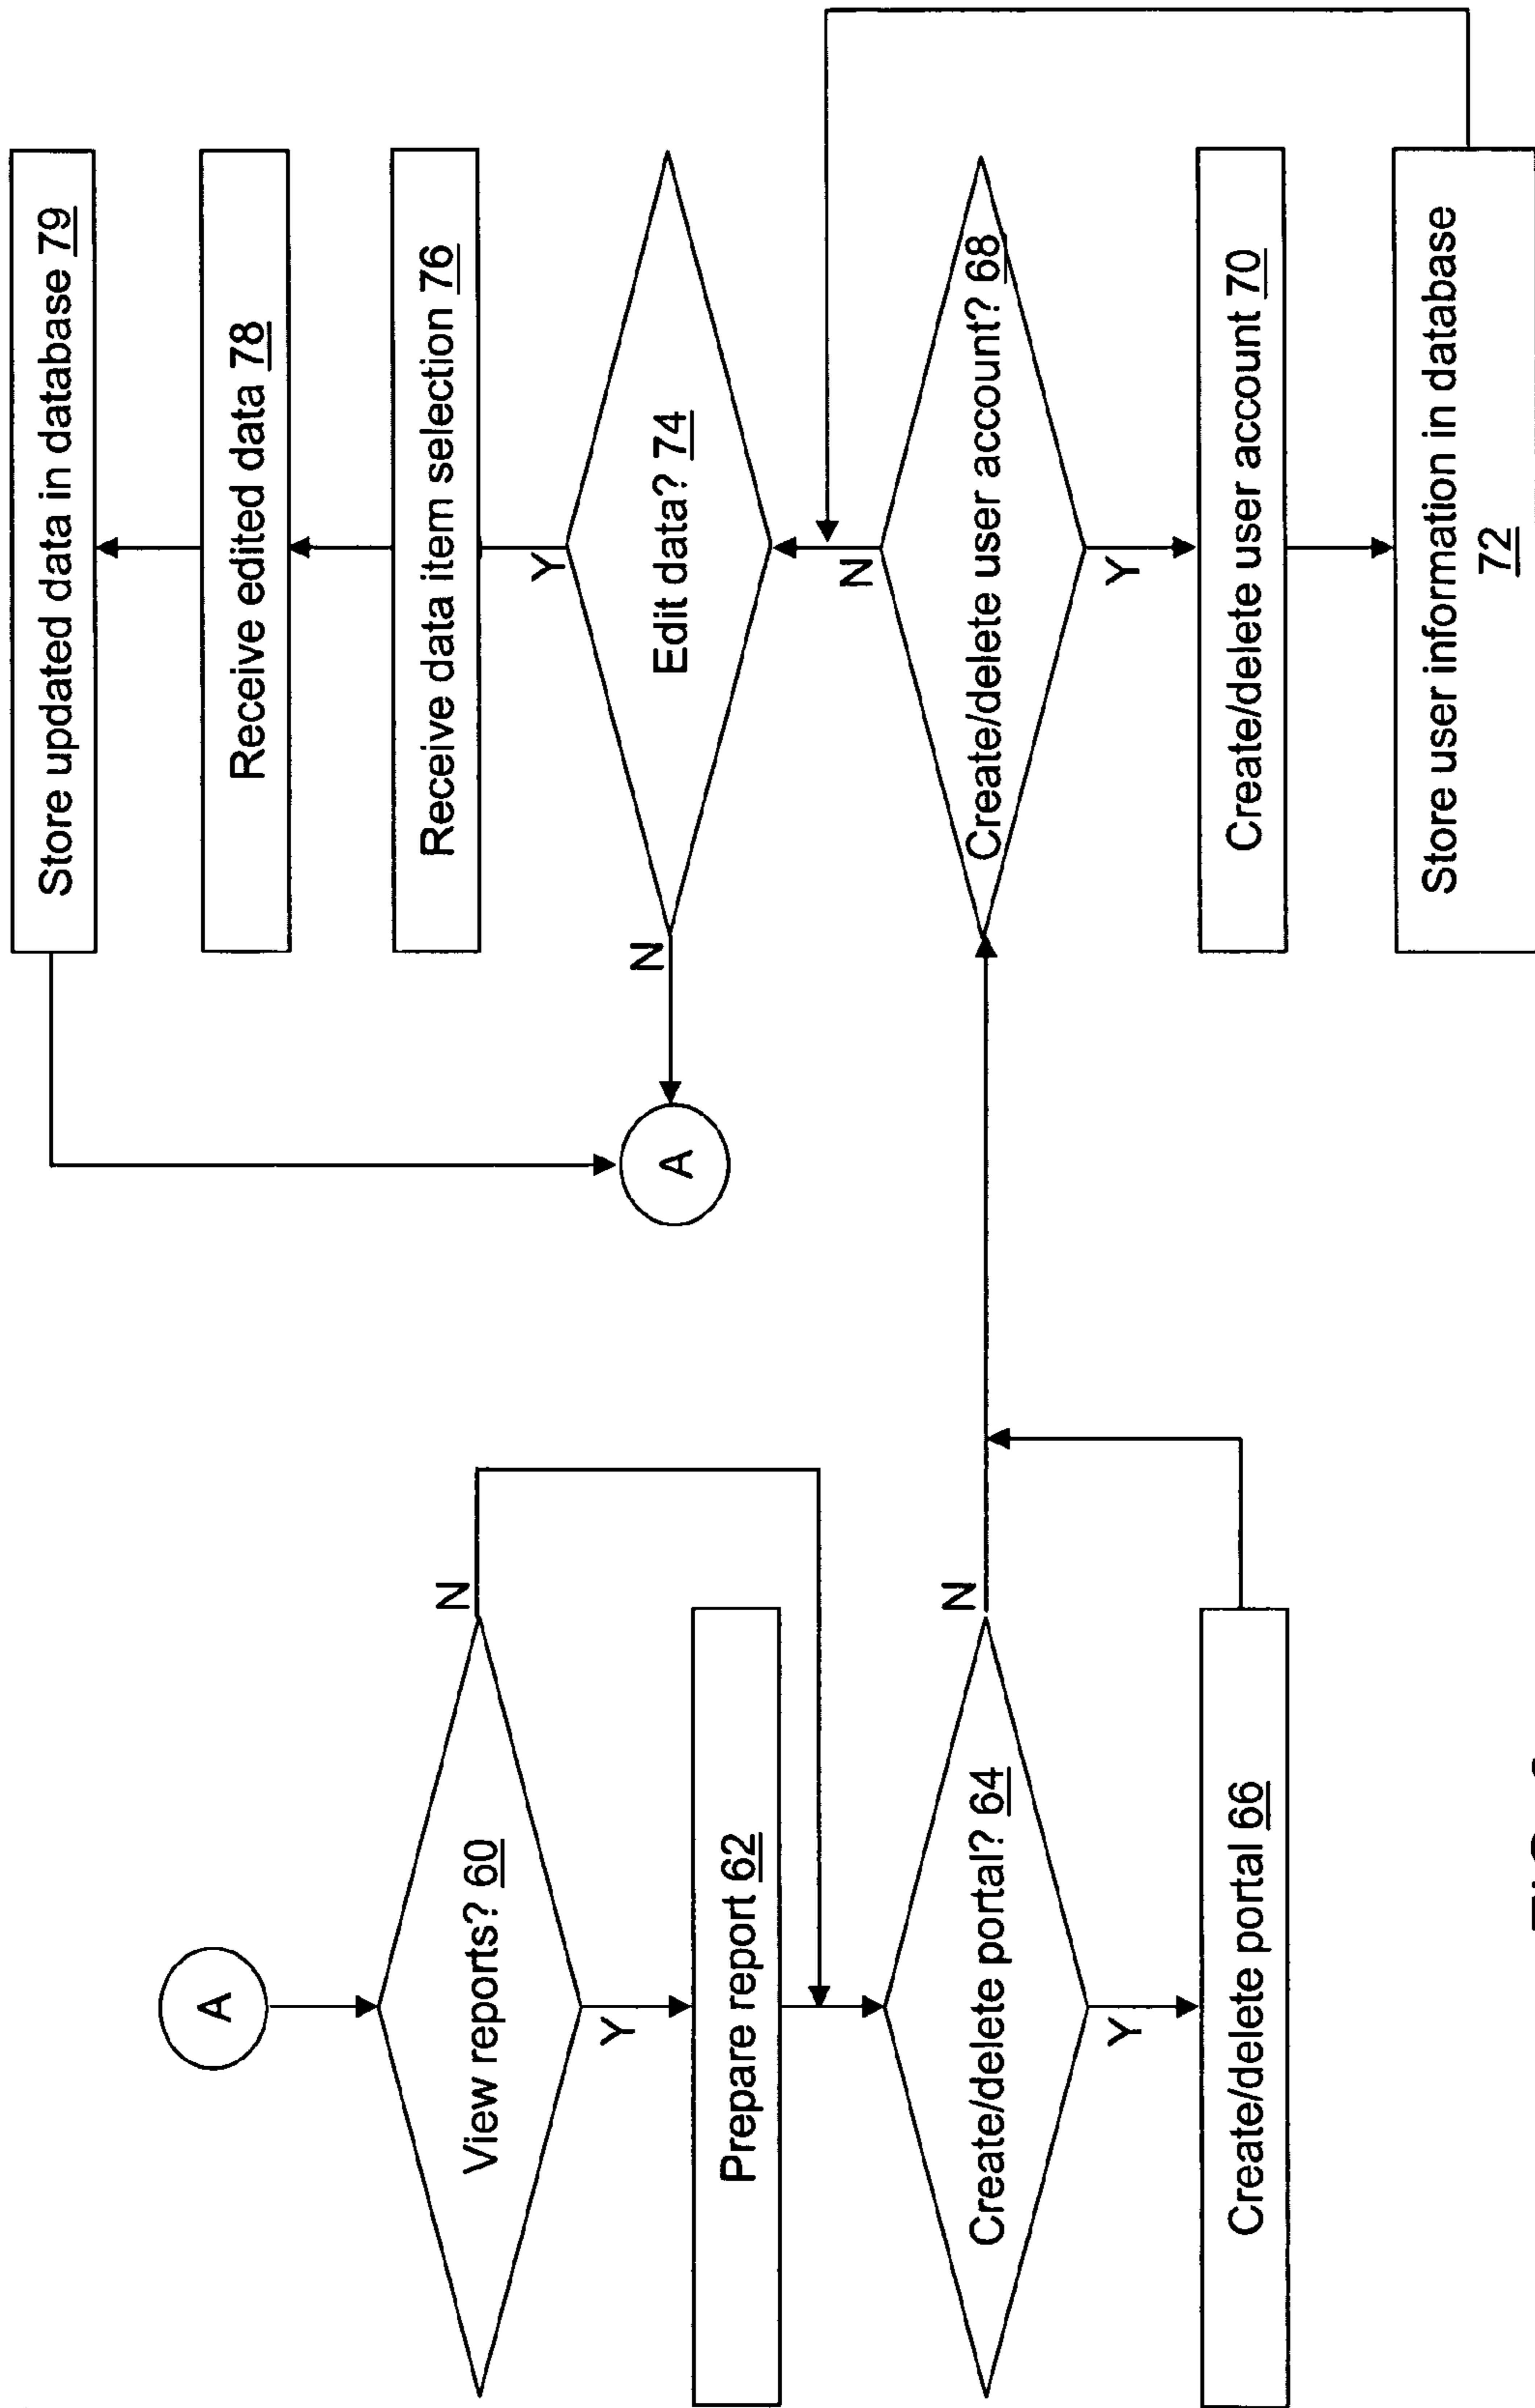 A
View reports? 60
N
Y
Prepare report 62
Create/delete portal? 64
N
Y
Create/delete portal 66
Store updated data in database 79
Receive edited data 78
Receive data item selection 76
Y
Edit data? 74
N
A
N
Create/delete user account? 68
Y
Create/delete user account 70
Store user information in database
72
FIG.